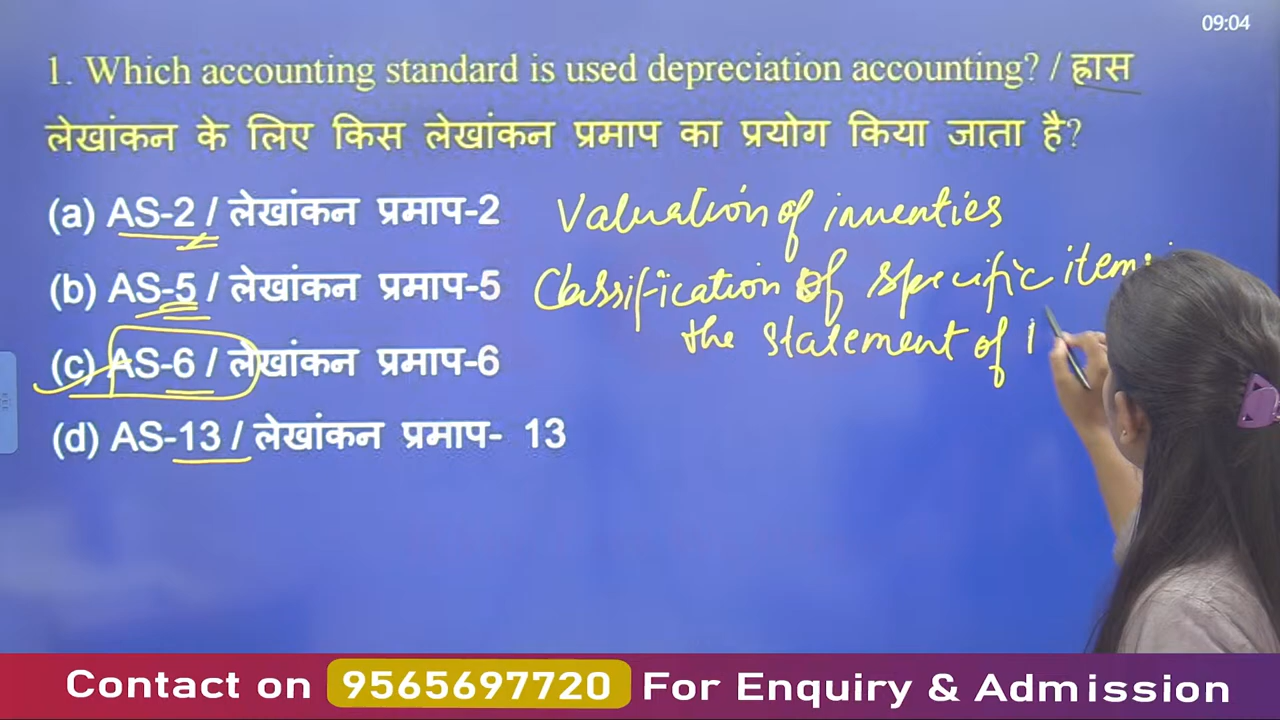 09:04
1. Which accounting standard is used depreciation accounting? / ह्रास
लेखांकन के लिए किस लेखांकन प्रमाप का प्रयोग किया जाता है?
(a) AS-2 / लेखांकन प्रमाप-2 Valuation of inventies
(b) AS-5 / लेखांकन प्रमाप-5 Classification of specific items
the statement of
(c) AS-6 / लेखांकन प्रमाप-6
(d) AS-13 / लेखांकन प्रमाप- 13
Contact on 9565697720 For Enquiry & Admission